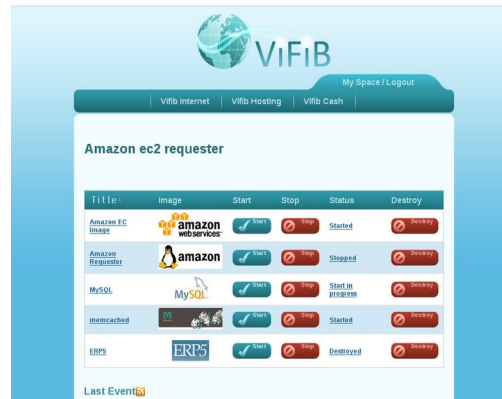 ViFiB
My Space / Logout
Vifib Internet Vifib Hosting Vifib Cash
Amazon ec2 requester
Title Image Start Stop Status Destroy
Amazon EC Image amazon webservices Start Stop Started Destroy
Amazon Requester amazon Start Stop Stopped Destroy
MySQL MySQL Start Stop Start in progress Destroy
memcached Start Stop Started Destroy
ERP5 ERP5 Start Stop Destroyed Destroy
Last Event